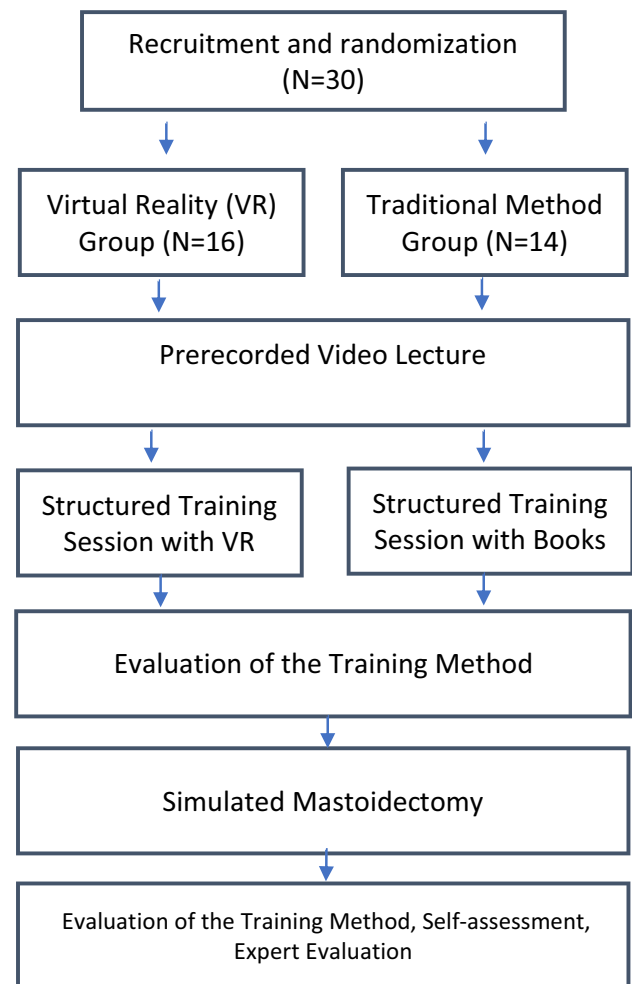 Recruitment and randomization
(N=30)
Virtual Reality (VR)
Group (N=16)
Traditional Method
Group (N=14)
Prerecorded Video Lecture
Structured Training
Session with VR
Structured Training
Session with Books
Evaluation of the Training Method
Simulated Mastoidectomy
Evaluation of the Training Method, Self-assessment,
Expert Evaluation